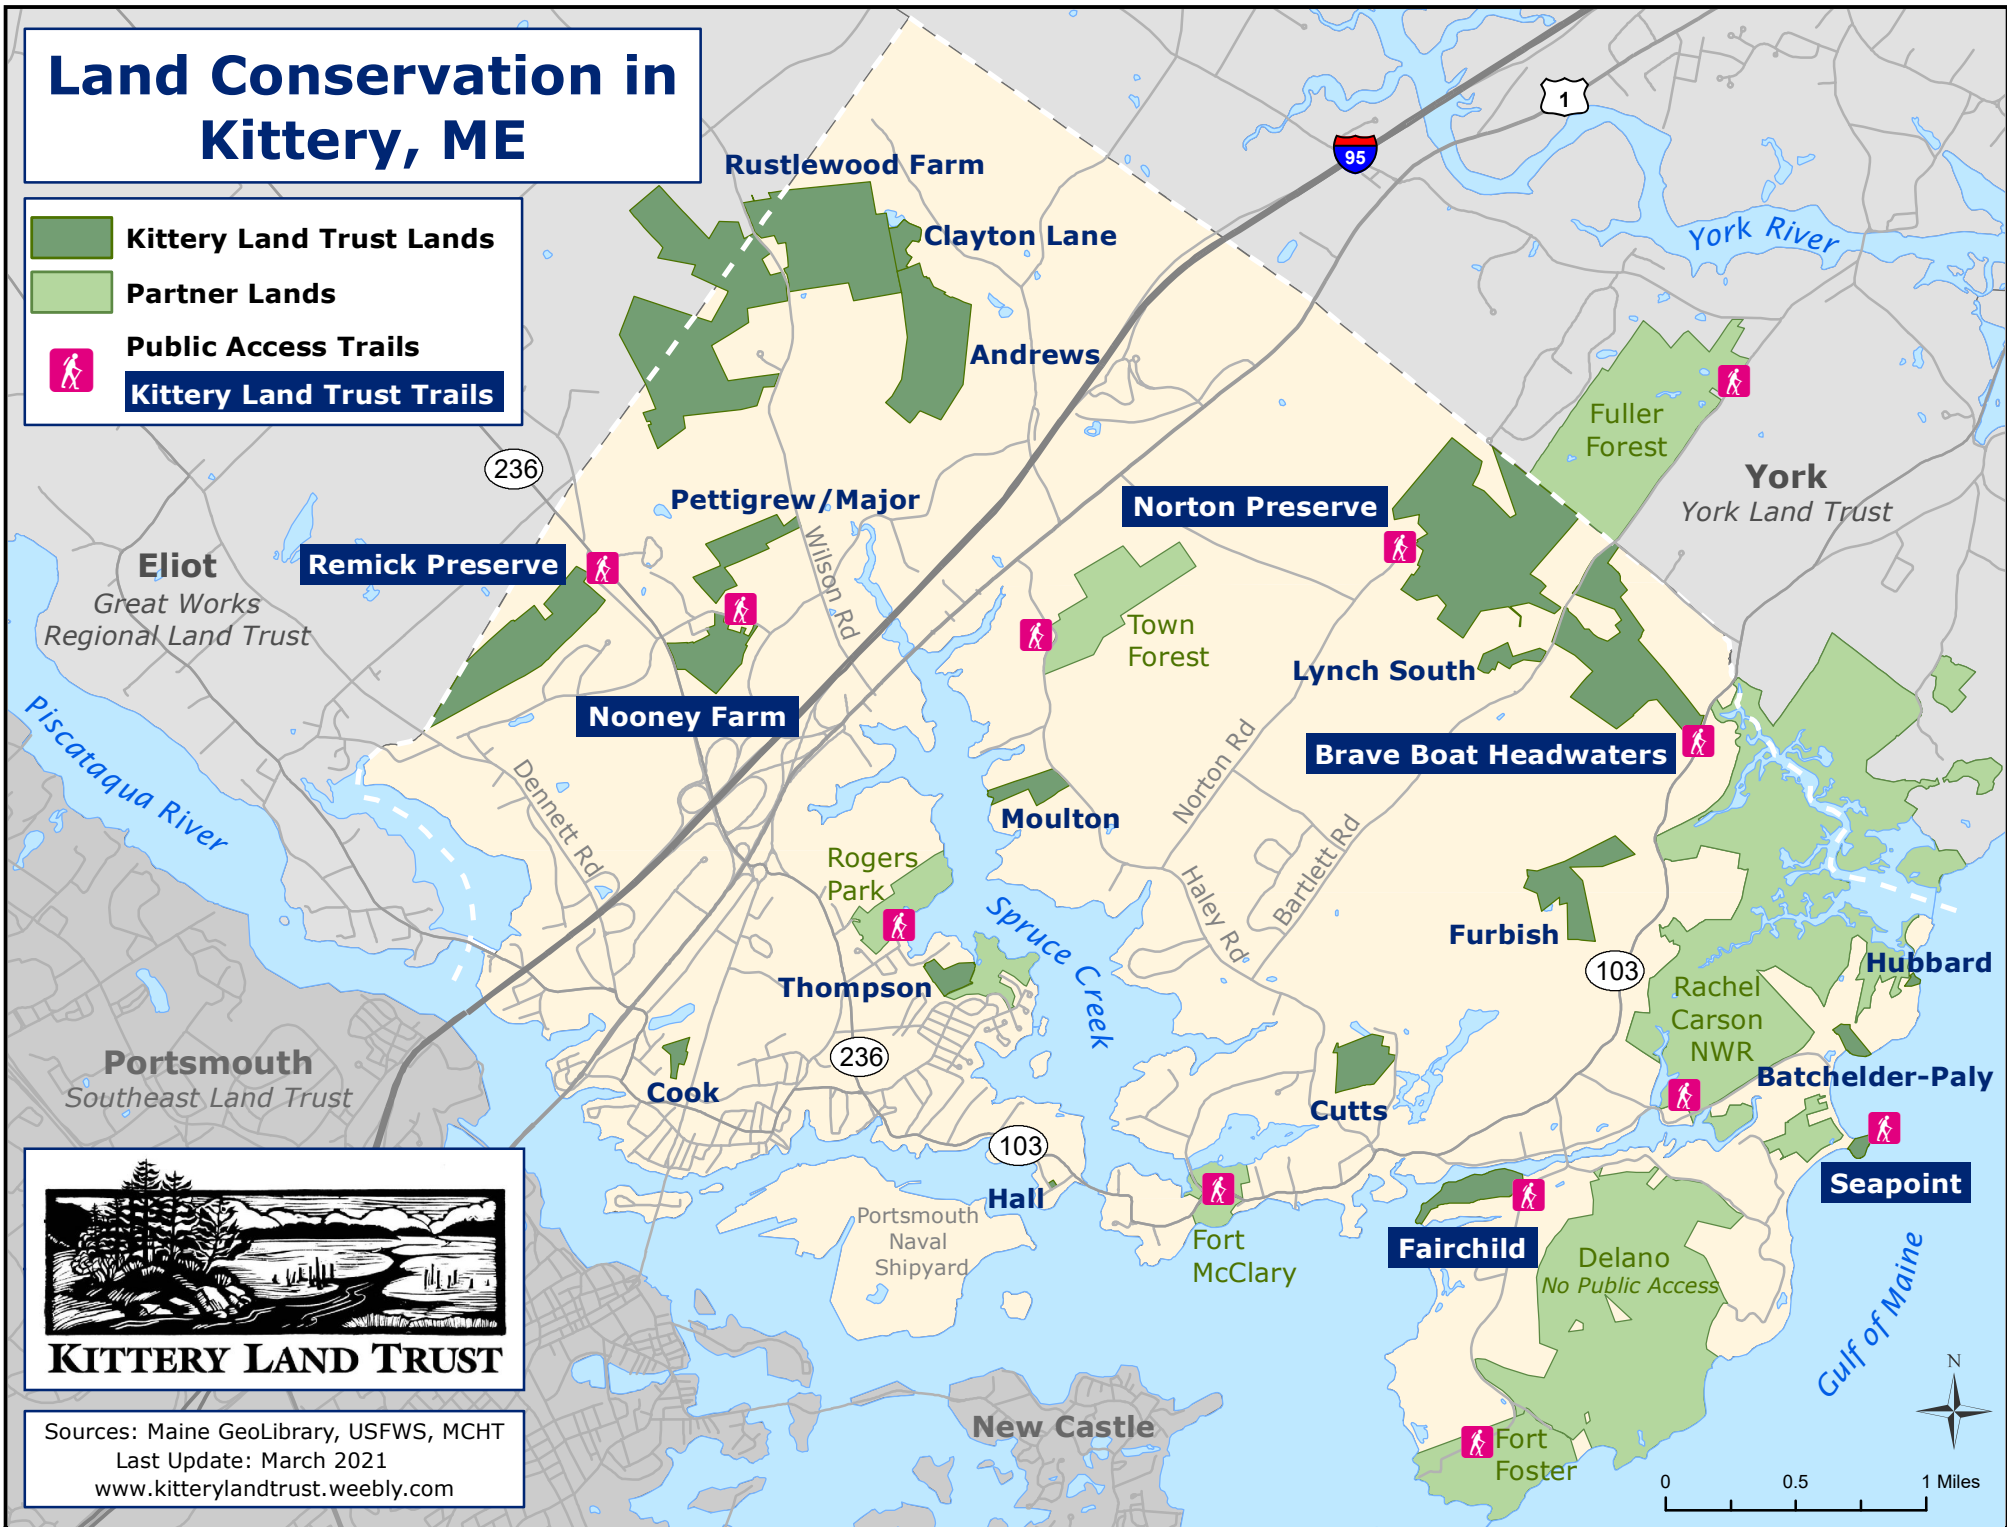 Land Conservation in
Kittery, ME
Kittery Land Trust Lands
Partner Lands
Public Access Trails
Kittery Land Trust Trails
1
95
York River
Rustlewood Farm
Clayton Lane
Andrews
236
Fuller
Forest
York
York Land Trust
Pettigrew/Major
Norton Preserve
Wilson Rd
Remick Preserve
Eliot
Great Works
Regional Land Trust
Town
Forest
Lynch South
Nooney Farm
Brave Boat Headwaters
Piscataqua River
Dennett Rd
Norton Rd
Moulton
Bartlett Rd
Haley Rd
Rogers
Park
Spruce Creek
Furbish
103
Hubbard
Thompson
Rachel
Carson
NWR
Portsmouth
Southeast Land Trust
236
Cook
Cutts
Batchelder-Paly
103
Hall
Seapoint
Portsmouth
Naval
Shipyard
Fort
McClary
Fairchild
Delano
No Public Access
Gulf of Maine
KITTERY LAND TRUST
New Castle
Fort
Foster
N
Sources: Maine GeoLibrary, USFWS, MCHT
Last Update: March 2021
www.kitterylandtrust.weebly.com
0 0.5 1 Miles